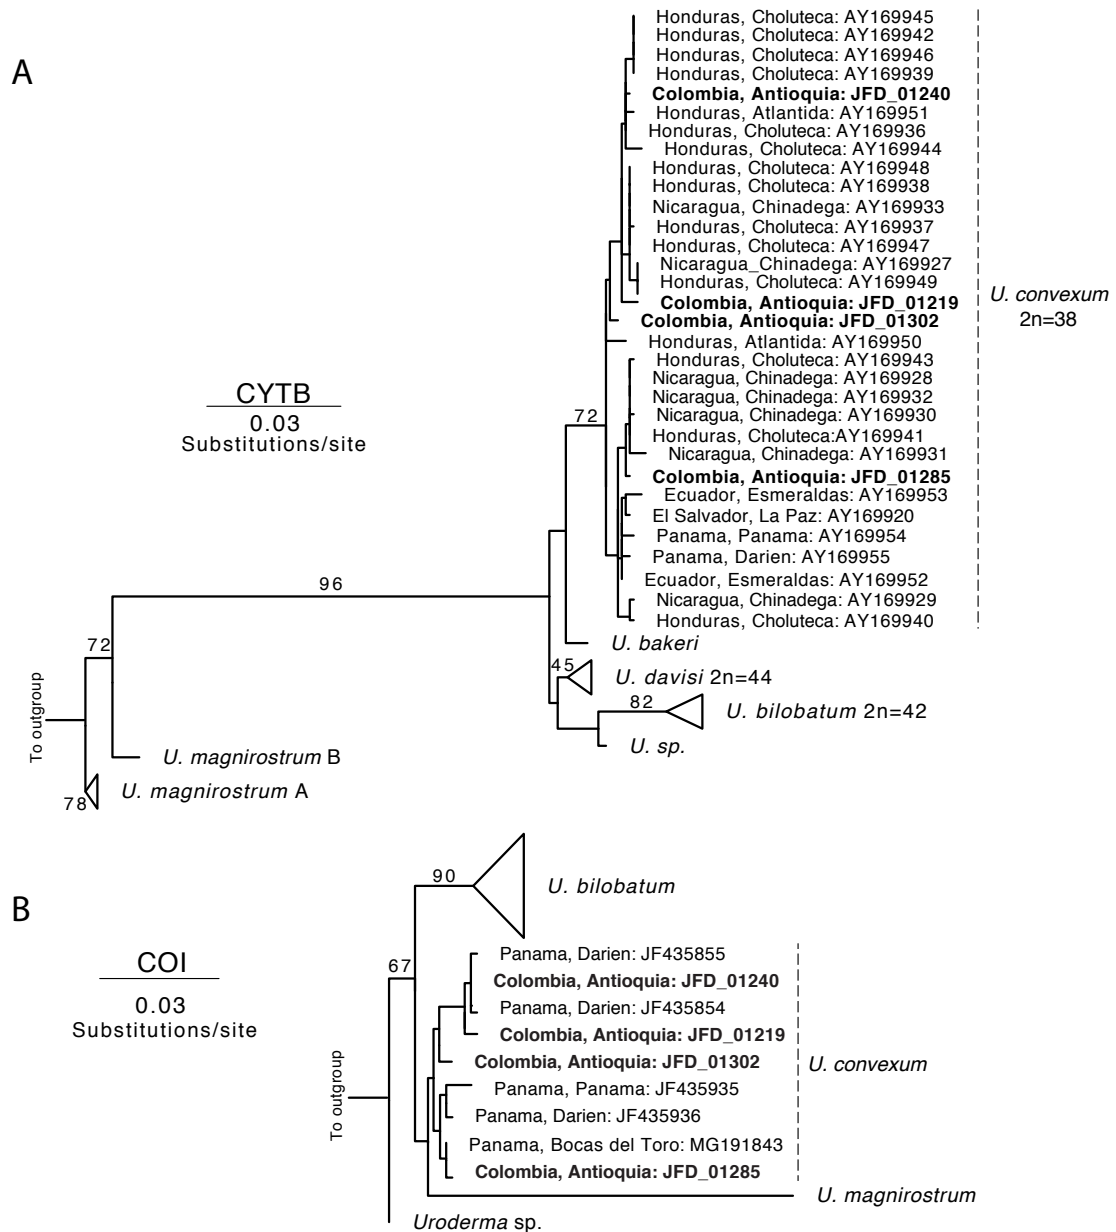 A
Honduras, Choluteca: AY169945
Honduras, Choluteca: AY169942
Honduras, Choluteca: AY169946
Honduras, Choluteca: AY169939
Colombia, Antioquia: JFD_01240
Honduras, Atlantida: AY169951
Honduras, Choluteca: AY169936
Honduras, Choluteca: AY169944
Honduras, Choluteca: AY169948
Honduras, Choluteca: AY169938
Nicaragua, Chinadega: AY169933
Honduras, Choluteca: AY169937
Honduras, Choluteca: AY169947
Nicaragua_Chinadega: AY169927
Honduras, Choluteca: AY169949
Colombia, Antioquia: JFD_01219
Colombia, Antioquia: JFD_01302
Honduras, Atlantida: AY169950
Honduras, Choluteca: AY169943
Nicaragua, Chinadega: AY169928
Nicaragua, Chinadega: AY169932
Nicaragua, Chinadega: AY169930
Honduras, Choluteca:AY169941
Nicaragua, Chinadega: AY169931
Colombia, Antioquia: JFD_01285
Ecuador, Esmeraldas: AY169953
El Salvador, La Paz: AY169920
Panama, Panama: AY169954
Panama, Darien: AY169955
Ecuador, Esmeraldas: AY169952
Nicaragua, Chinadega: AY169929
Honduras, Choluteca: AY169940
U. convexum
2n=38
CYTB
0.03
Substitutions/site
72
96
72
U. bakeri
45
U. davisi 2n=44
82
U. bilobatum 2n=42
U. sp.
To outgroup
U. magnirostrum B
78
U. magnirostrum A
B
90
U. bilobatum
COI
0.03
Substitutions/site
67
Panama, Darien: JF435855
Colombia, Antioquia: JFD_01240
Panama, Darien: JF435854
Colombia, Antioquia: JFD_01219
Colombia, Antioquia: JFD_01302
Panama, Panama: JF435935
Panama, Darien: JF435936
Panama, Bocas del Toro: MG191843
Colombia, Antioquia: JFD_01285
U. convexum
To outgroup
U. magnirostrum
Uroderma sp.